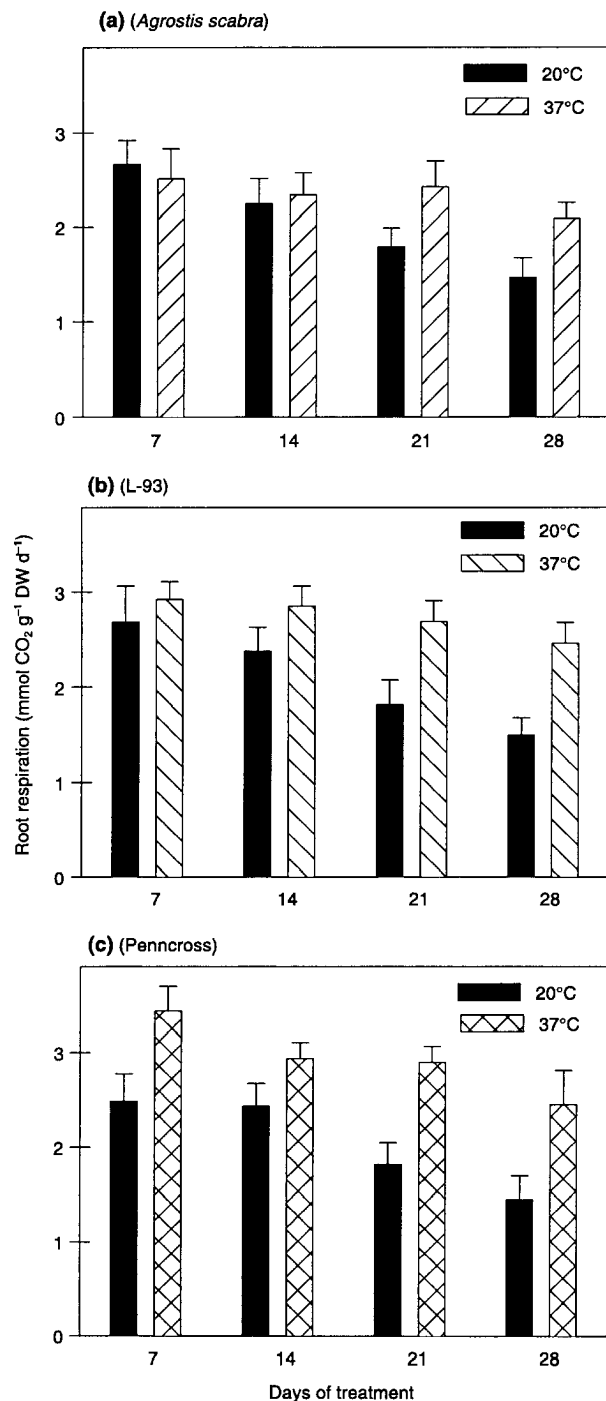 (a) (Agrostis scabra)
20°C
37°C
3
2
1
0
7 14 21 28
(b) (L-93)
20°C
37°C
3
2
1
0
7 14 21 28
Root respiration (mmol CO₂ g⁻¹ DW d⁻¹)
(c) (Penncross)
20°C
37°C
3
2
1
0
7 14 21 28
Days of treatment